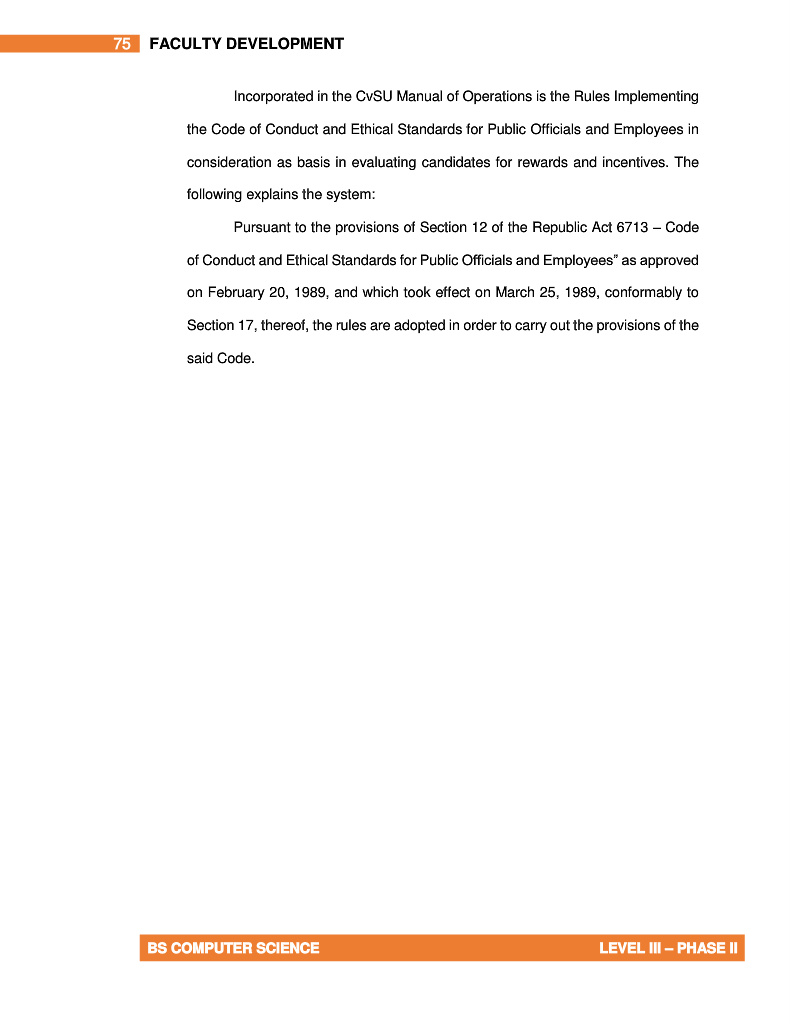 75 FACULTY DEVELOPMENT
Incorporated in the CvSU Manual of Operations is the Rules Implementing
the Code of Conduct and Ethical Standards for Public Officials and Employees in
consideration as basis in evaluating candidates for rewards and incentives. The
following explains the system:
Pursuant to the provisions of Section 12 of the Republic Act 6713 – Code
of Conduct and Ethical Standards for Public Officials and Employees” as approved
on February 20, 1989, and which took effect on March 25, 1989, conformably to
Section 17, thereof, the rules are adopted in order to carry out the provisions of the
said Code.
BS COMPUTER SCIENCE LEVEL III – PHASE II